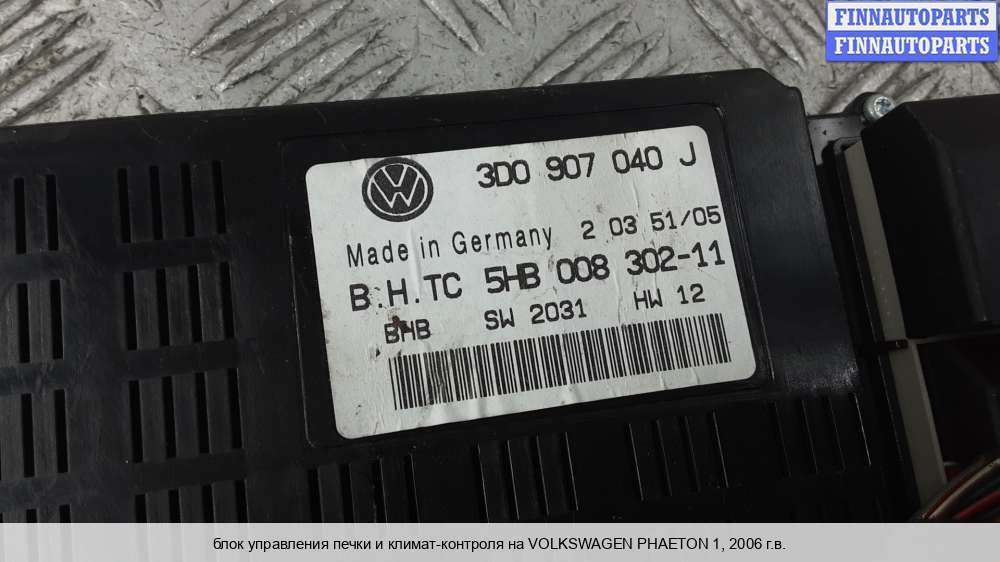 FINNAUTOPARTS
FINNAUTOPARTS
3D0 907 040 J
Made in Germany 2 03 51/05
B.H.TC 5HB 008 302-11
BHB SW 2031 HW 12
блок управления печки и климат-контроля на VOLKSWAGEN PHAETON 1, 2006 г.в.